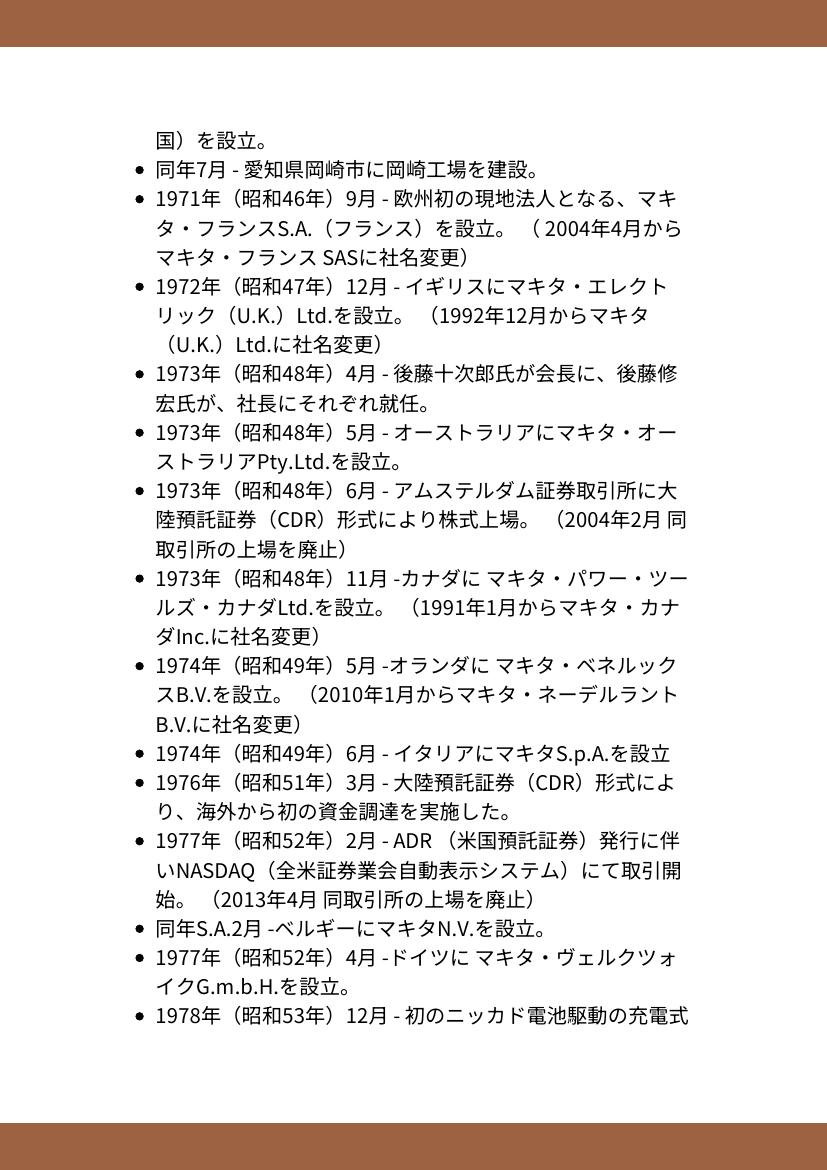 国）を設立。
• 同年7月 - 愛知県岡崎市に岡崎工場を建設。
• 1971年（昭和46年）9月 - 欧州初の現地法人となる、マキ
タ・フランスS.A.（フランス）を設立。 （ 2004年4月から
マキタ・フランス SASに社名変更）
• 1972年（昭和47年）12月 - イギリスにマキタ・エレクト
リック（U.K.）Ltd.を設立。 （1992年12月からマキタ
（U.K.）Ltd.に社名変更）
• 1973年（昭和48年）4月 - 後藤十次郎氏が会長に、後藤修
宏氏が、社長にそれぞれ就任。
• 1973年（昭和48年）5月 - オーストラリアにマキタ・オー
ストラリアPty.Ltd.を設立。
• 1973年（昭和48年）6月 - アムステルダム証券取引所に大
陸預託証券（CDR）形式により株式上場。 （2004年2月 同
取引所の上場を廃止）
• 1973年（昭和48年）11月 -カナダに マキタ・パワー・ツー
ルズ・カナダLtd.を設立。 （1991年1月からマキタ・カナ
ダInc.に社名変更）
• 1974年（昭和49年）5月 -オランダに マキタ・ベネルック
スB.V.を設立。 （2010年1月からマキタ・ネーデルラント
B.V.に社名変更）
• 1974年（昭和49年）6月 - イタリアにマキタS.p.A.を設立
• 1976年（昭和51年）3月 - 大陸預託証券（CDR）形式によ
り、海外から初の資金調達を実施した。
• 1977年（昭和52年）2月 - ADR （米国預託証券）発行に伴
いNASDAQ（全米証券業会自動表示システム）にて取引開
始。 （2013年4月 同取引所の上場を廃止）
• 同年S.A.2月 -ベルギーにマキタN.V.を設立。
• 1977年（昭和52年）4月 -ドイツに マキタ・ヴェルクツォ
イクG.m.b.H.を設立。
• 1978年（昭和53年）12月 - 初のニッカド電池駆動の充電式